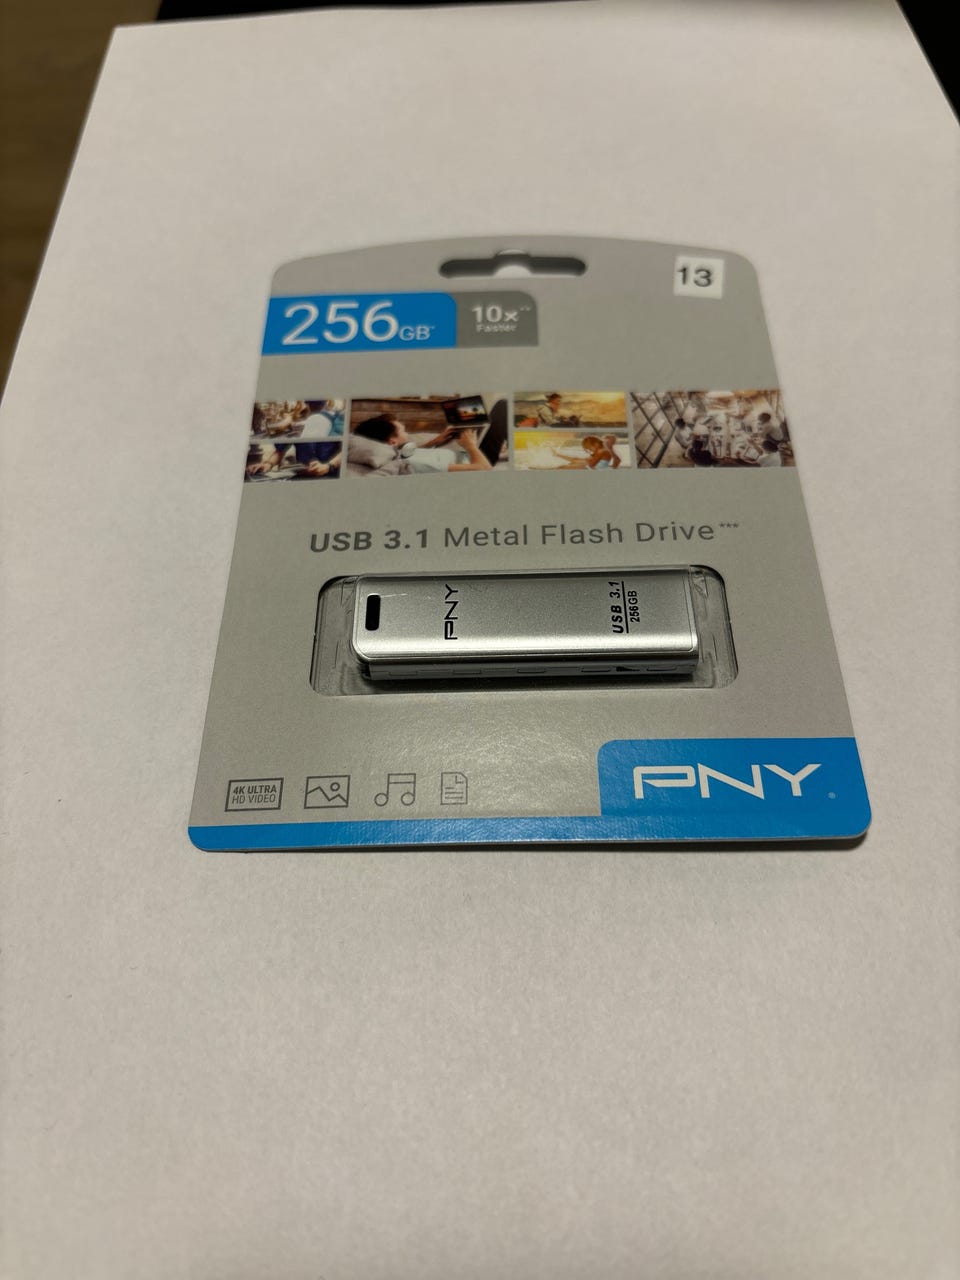 13
256GB*
10x**
Faster
USB 3.1 Metal Flash Drive***
PNY
USB 3.1
256GB
4K ULTRA
HD VIDEO
PNY®